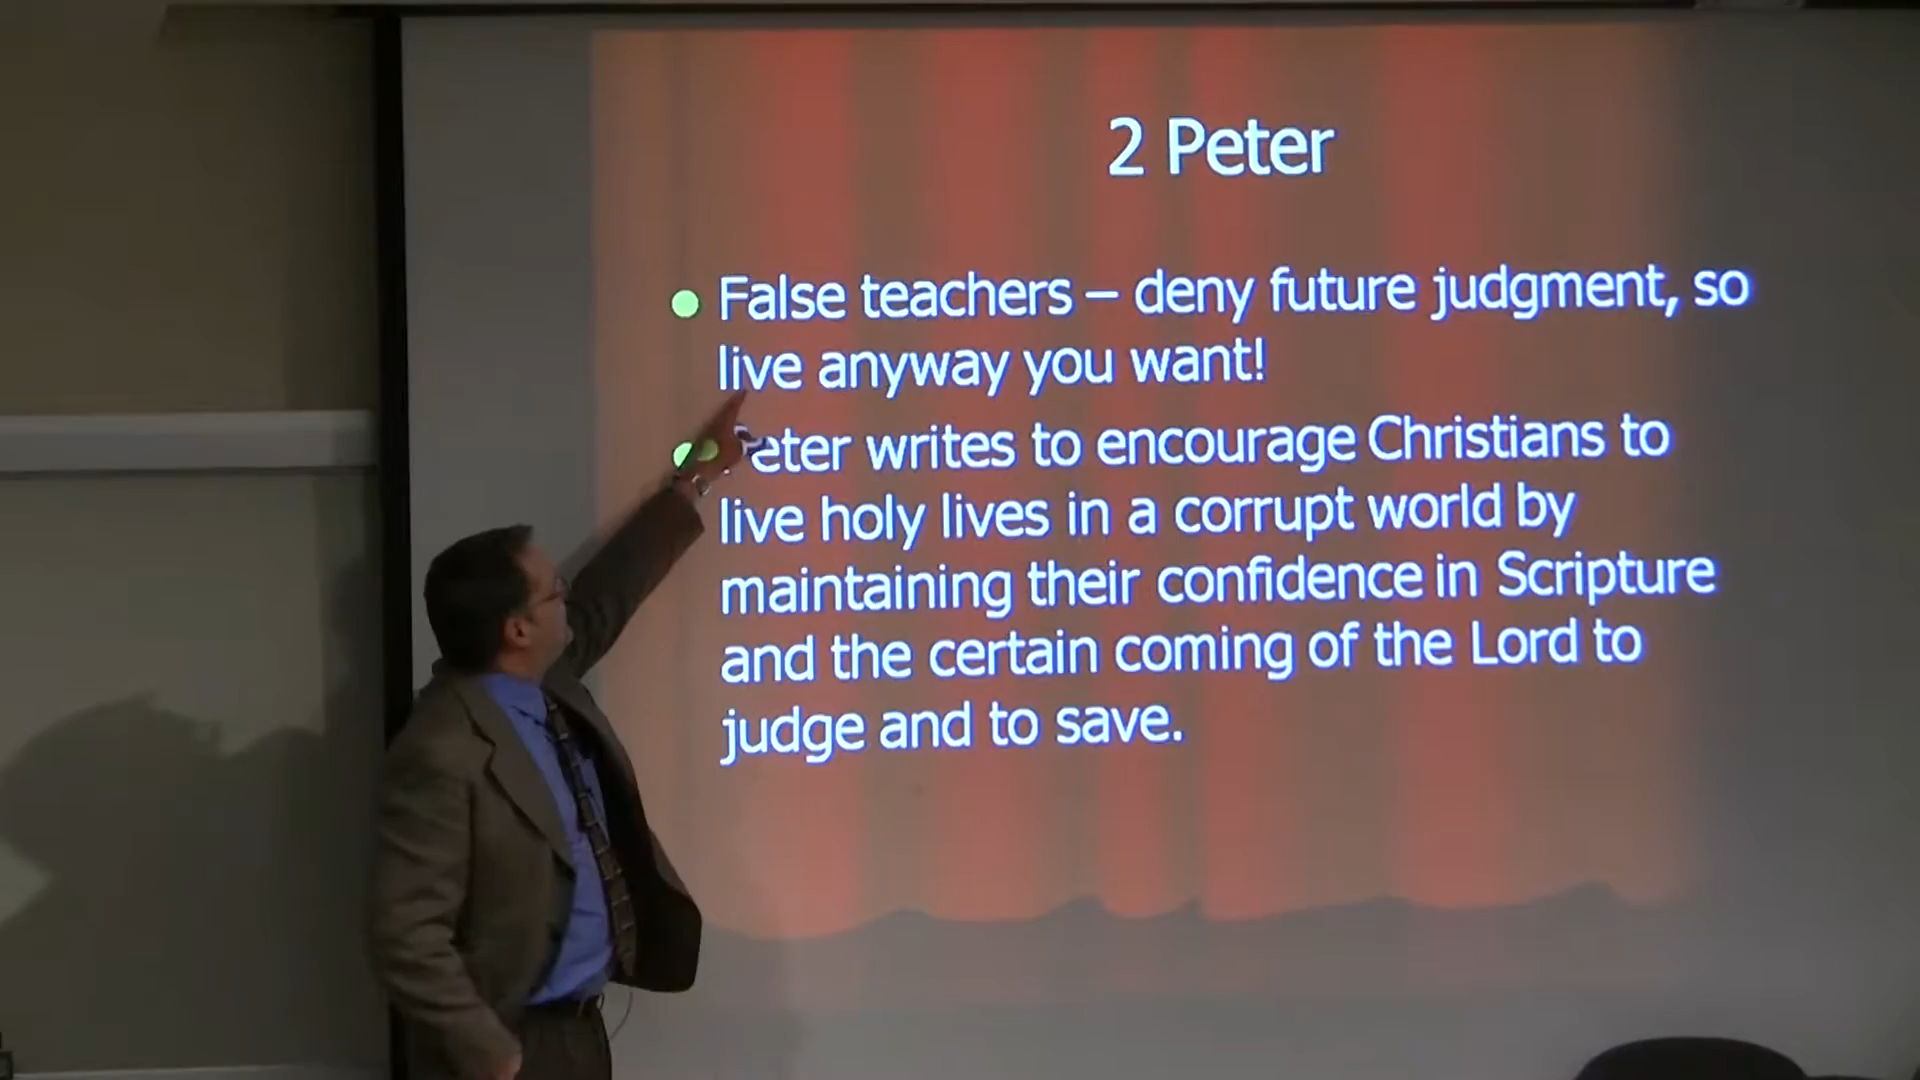 2 Peter
False teachers – deny future judgment, so
live anyway you want!
eter writes to encourage Christians to
live holy lives in a corrupt world by
maintaining their confidence in Scripture
and the certain coming of the Lord to
judge and to save.